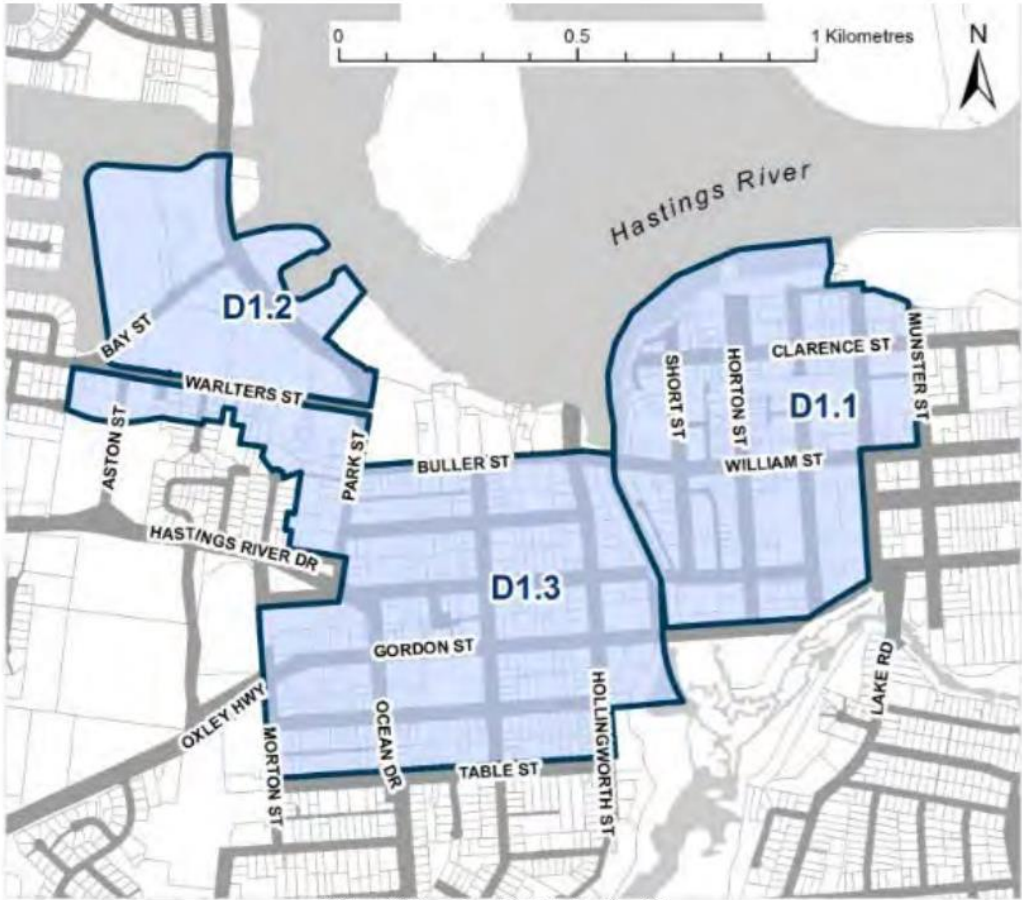 0 0.5 1 Kilometres
N
Hastings River
D1.2
BAY ST
WARLTERS ST
ASTON ST
PARK ST
HASTINGS RIVER DR
BULLER ST
SHORT ST
HORTON ST
CLARENCE ST
MUNSTER ST
D1.1
WILLIAM ST
D1.3
GORDON ST
OXLEY HWY
MORTON ST
OCEAN DR
TABLE ST
HOLLINGWORTH ST
LAKE RD